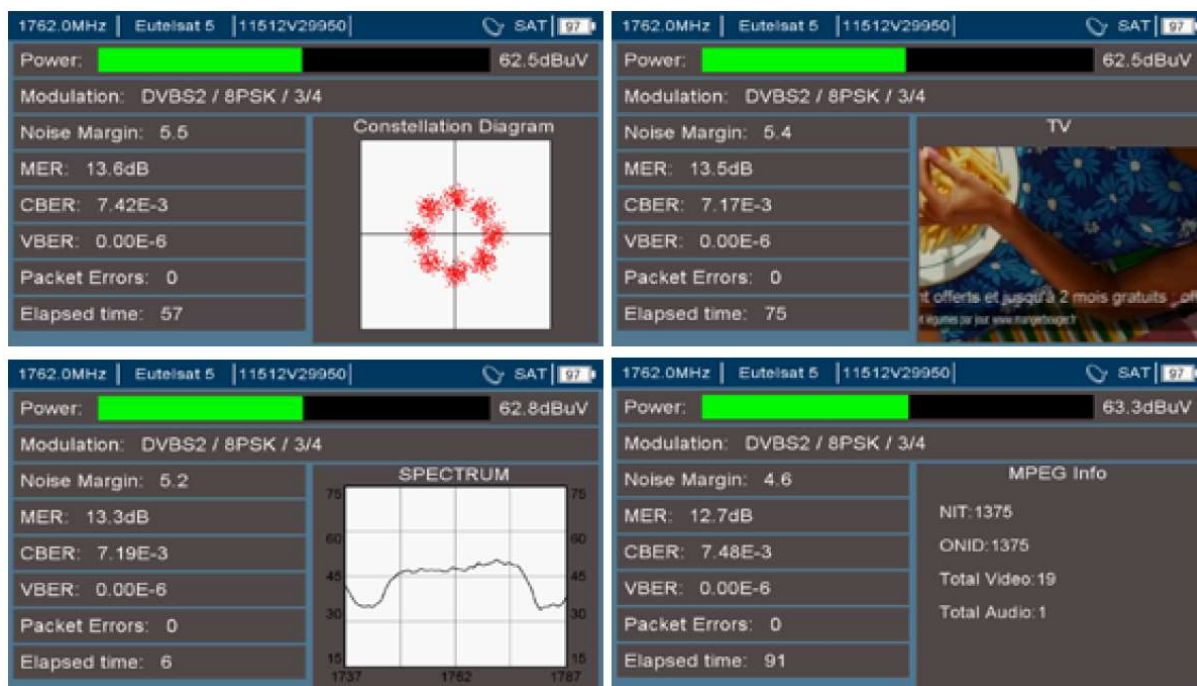 1762.0MHz | Eutelsat 5 | 11512V29950 | SAT 97
Power: 62.5dBuV
Modulation: DVBS2 / 8PSK / 3/4
Noise Margin: 5.5
MER: 13.6dB
CBER: 7.42E-3
VBER: 0.00E-6
Packet Errors: 0
Elapsed time: 57
Constellation Diagram
1762.0MHz | Eutelsat 5 | 11512V29950 | SAT 97
Power: 62.5dBuV
Modulation: DVBS2 / 8PSK / 3/4
Noise Margin: 5.4
MER: 13.5dB
CBER: 7.17E-3
VBER: 0.00E-6
Packet Errors: 0
Elapsed time: 75
TV
offerts et jusqu'à 2 mois gratuits
légumes par jour www.mangerbouger.fr
1762.0MHz | Eutelsat 5 | 11512V29950 | SAT 97
Power: 62.8dBuV
Modulation: DVBS2 / 8PSK / 3/4
Noise Margin: 5.2
MER: 13.3dB
CBER: 7.19E-3
VBER: 0.00E-6
Packet Errors: 0
Elapsed time: 6
SPECTRUM
75 75
60 60
45 45
30 30
15 15
1737 1762 1787
1762.0MHz | Eutelsat 5 | 11512V29950 | SAT 97
Power: 63.3dBuV
Modulation: DVBS2 / 8PSK / 3/4
Noise Margin: 4.6
MER: 12.7dB
CBER: 7.48E-3
VBER: 0.00E-6
Packet Errors: 0
Elapsed time: 91
MPEG Info
NIT:1375
ONID:1375
Total Video:19
Total Audio:1